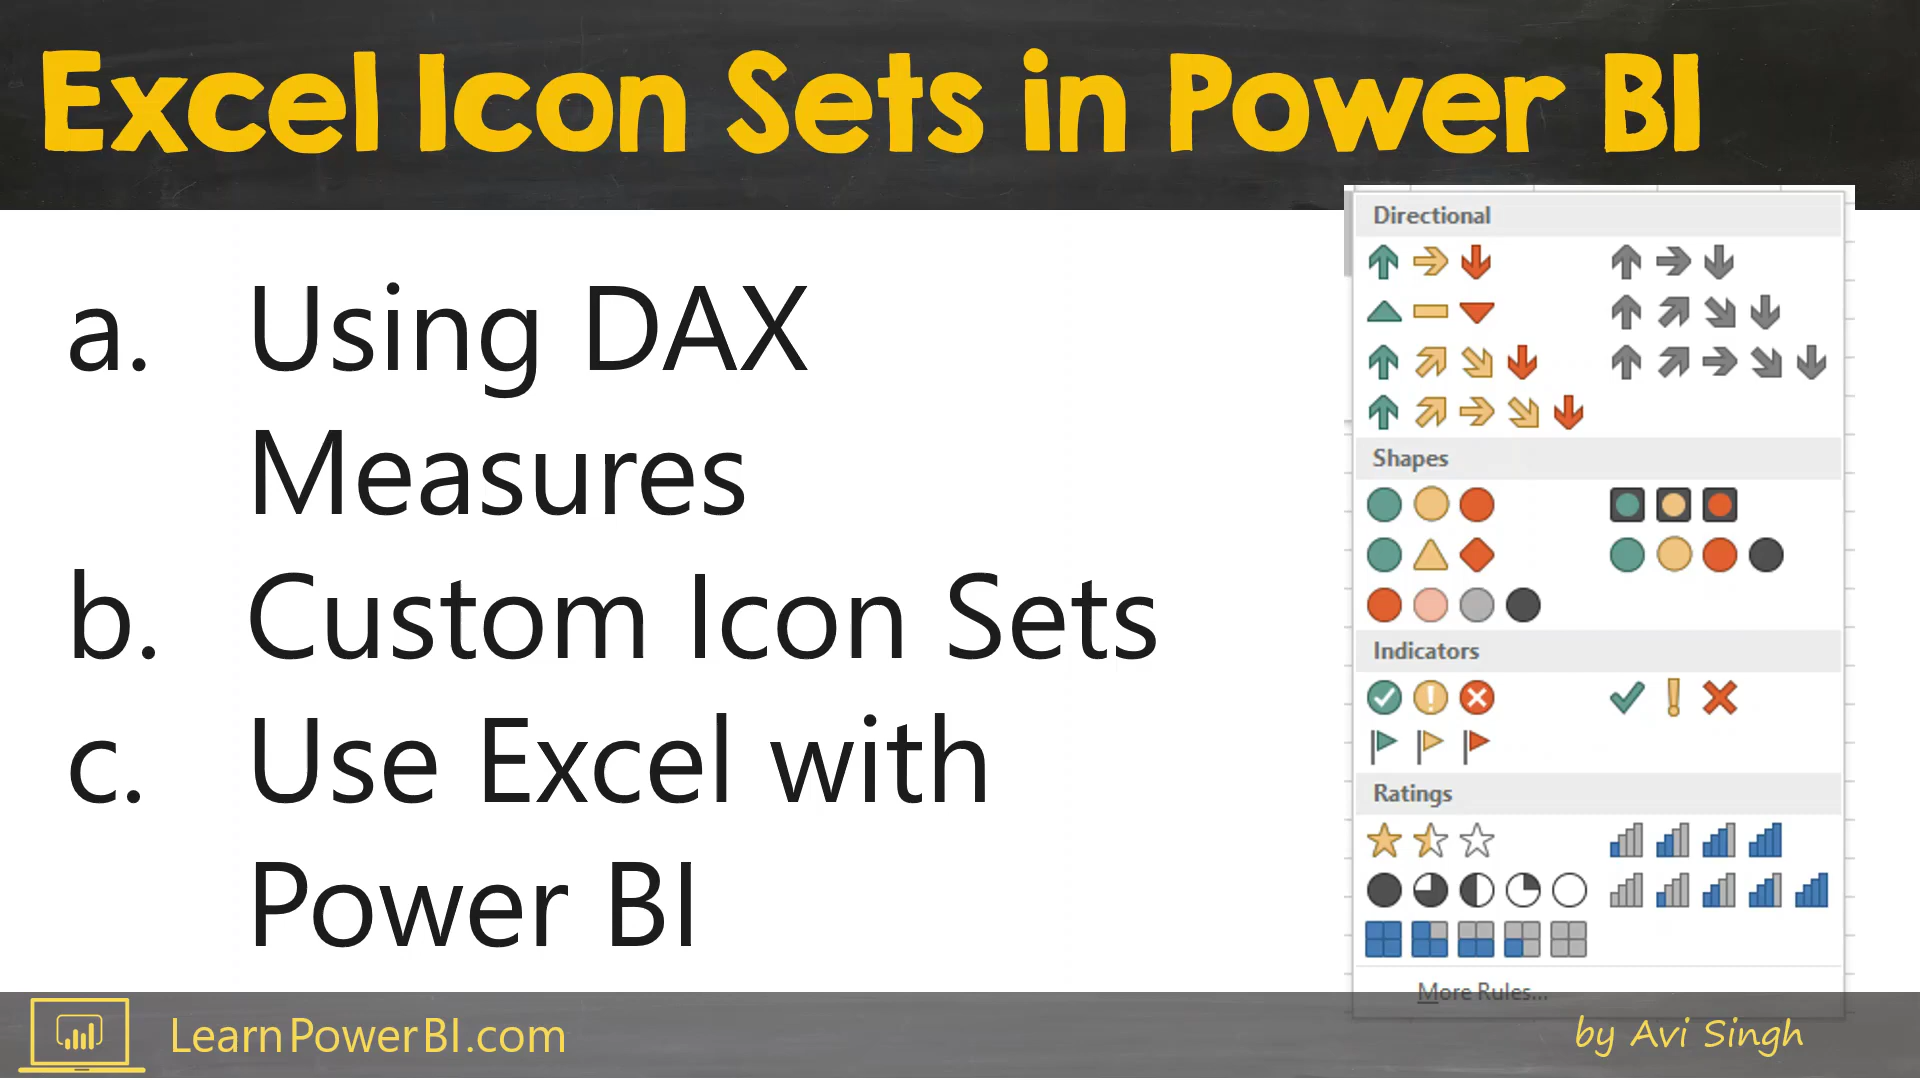 Excel Icon Sets in Power BI
a. Using DAX
Measures
b. Custom Icon Sets
c. Use Excel with
Power BI
Directional
Shapes
Indicators
Ratings
More Rules...
LearnPowerBI.com
by Avi Singh